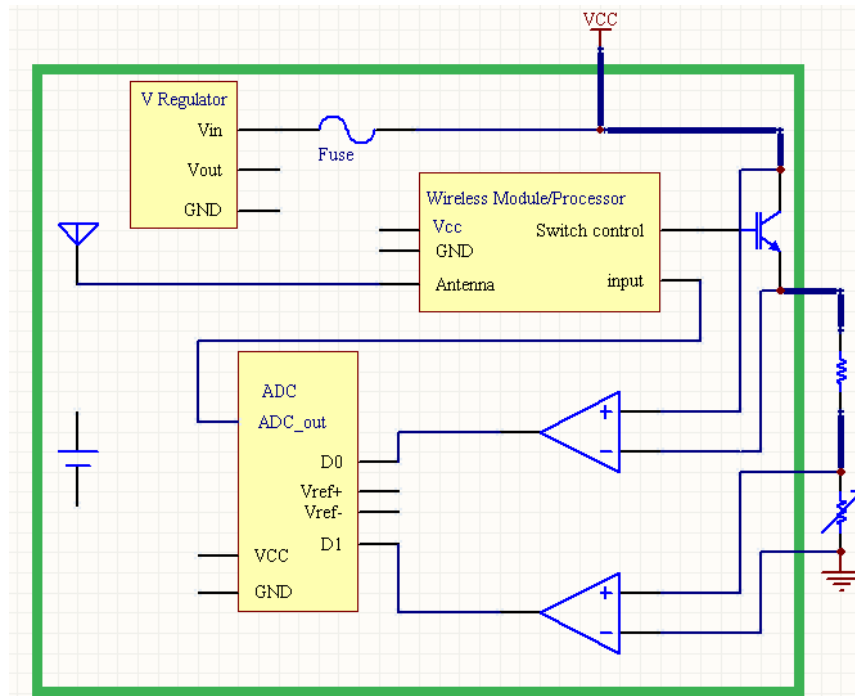 VCC
V Regulator
Vin
Fuse
Vout
GND
Wireless Module/Processor
Vcc
Switch control
GND
Antenna
input
ADC
ADC_out
D0
Vref+
Vref-
D1
VCC
GND
+
−
+
−